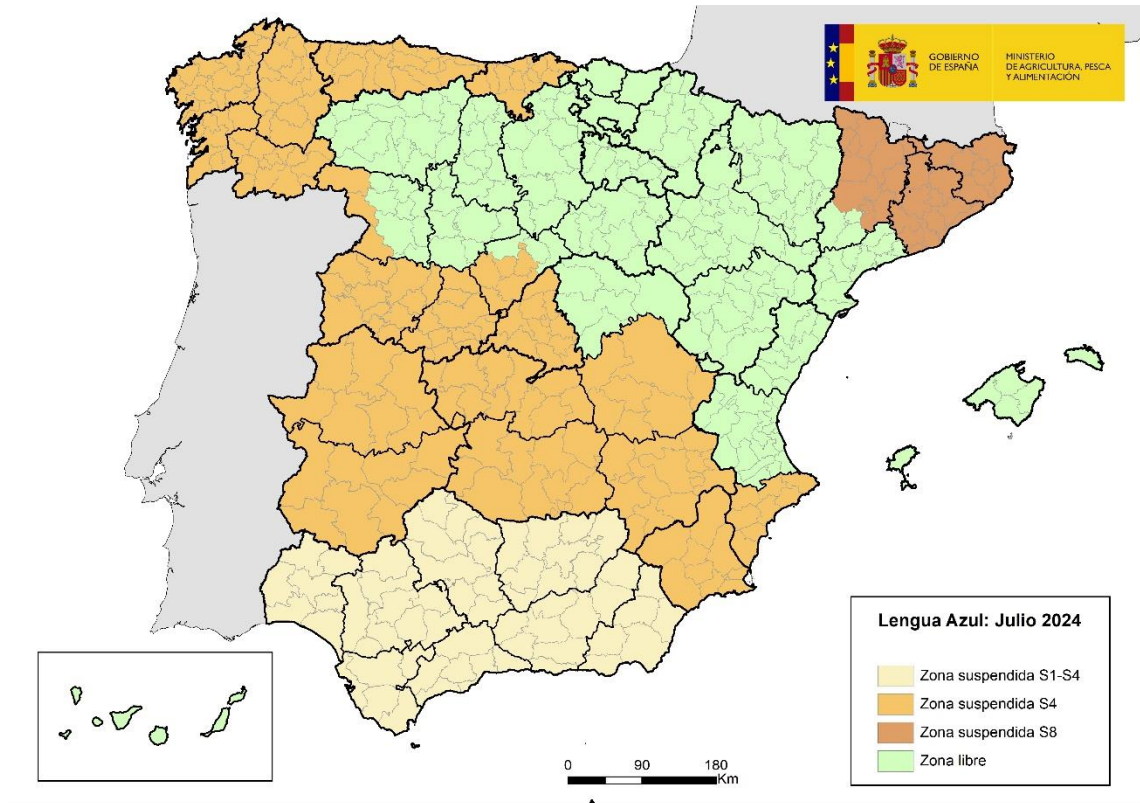 GOBIERNO
DE ESPAÑA
MINISTERIO
DE AGRICULTURA, PESCA
Y ALIMENTACIÓN
Lengua Azul: Julio 2024
Zona suspendida S1-S4
Zona suspendida S4
Zona suspendida S8
Zona libre
0 90 180
Km